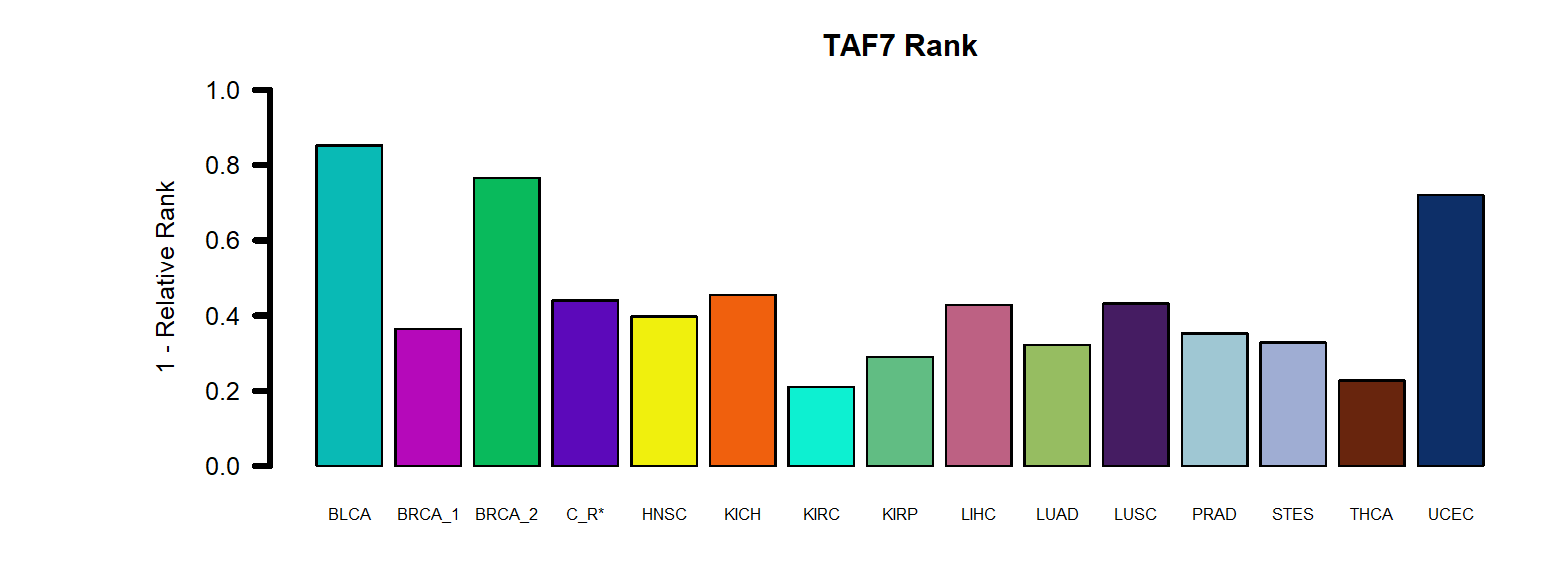 TAF7 Rank
1 - Relative Rank
1.0
0.8
0.6
0.4
0.2
0.0
BLCA BRCA_1 BRCA_2 C_R* HNSC KICH KIRC KIRP LIHC LUAD LUSC PRAD STES THCA UCEC